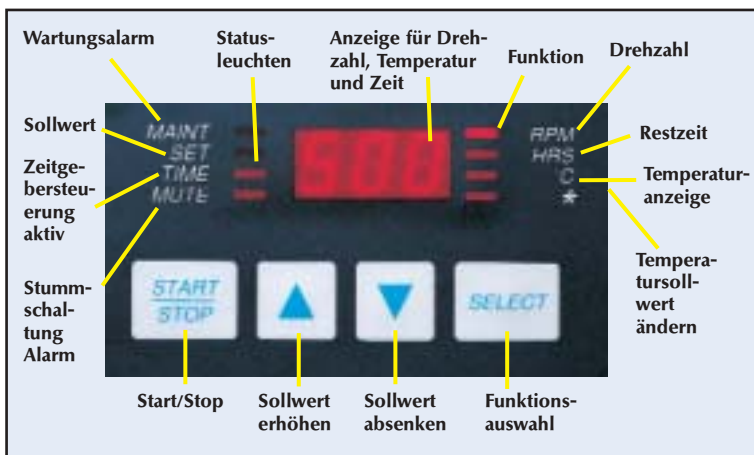 Wartungsalarm
Status-
leuchten
Anzeige für Dreh-
zahl, Temperatur
und Zeit
Funktion
Drehzahl
Sollwert
Zeitge-
bersteu-
erung
aktiv
Stumm-
schal-
tung
Alarm
MAINT
SET
TIME
MUTE
500
RPM
HRS
C
*
Restzeit
Temperatur-
anzeige
Tempera-
tursoll-
wert
ändern
START
STOP
▲
▼
SELECT
Start/Stop
Sollwert
erhöhen
Sollwert
absenken
Funktions-
auswahl